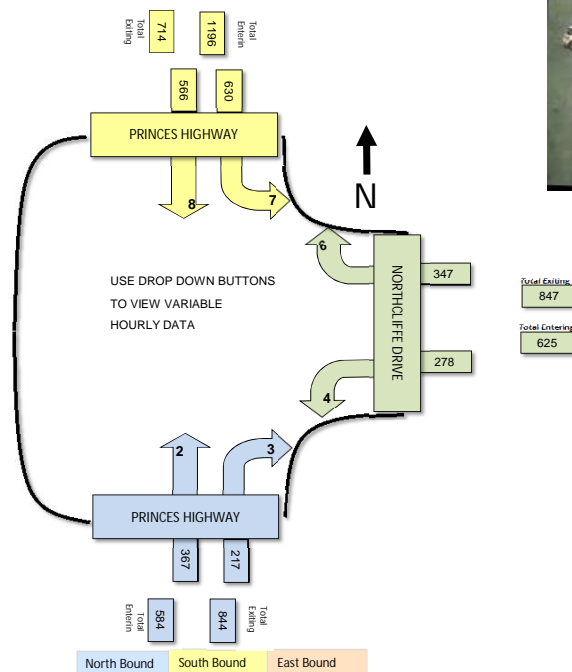 Total
Exiting
714
1196
Total
Enterin
566
630
PRINCES HIGHWAY
8
7
N
6
NORTHCLIFFE DRIVE
347
278
4
Total Exiting
847
Total Entering
625
USE DROP DOWN BUTTONS
TO VIEW VARIABLE
HOURLY DATA
2
3
PRINCES HIGHWAY
367
217
Total
Enterin
584
844
Total
Exiting
North Bound
South Bound
East Bound